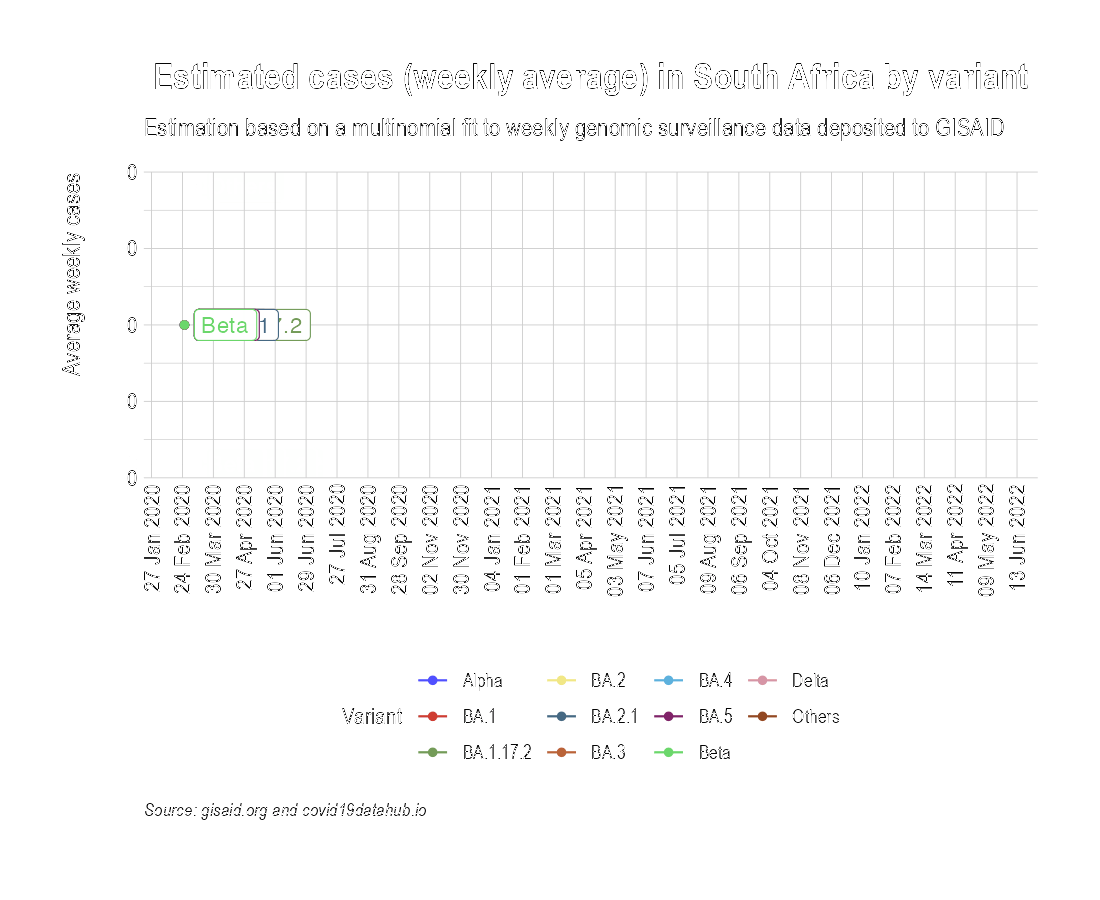 Estimated cases (weekly average) in South Africa by variant
Estimation based on a multinomial fit to weekly genomic surveillance data deposited to GISAID
Average weekly cases
0
0
0
0
0
Beta 1 .2
27 Jan 2020
24 Feb 2020
30 Mar 2020
27 Apr 2020
01 Jun 2020
29 Jun 2020
27 Jul 2020
31 Aug 2020
28 Sep 2020
02 Nov 2020
30 Nov 2020
04 Jan 2021
01 Feb 2021
01 Mar 2021
05 Apr 2021
03 May 2021
07 Jun 2021
05 Jul 2021
09 Aug 2021
06 Sep 2021
04 Oct 2021
08 Nov 2021
06 Dec 2021
10 Jan 2022
07 Feb 2022
14 Mar 2022
11 Apr 2022
09 May 2022
13 Jun 2022
Variant
Alpha BA.2 BA.4 Delta
BA.1 BA.2.1 BA.5 Others
BA.1.17.2 BA.3 Beta
Source: gisaid.org and covid19datahub.io